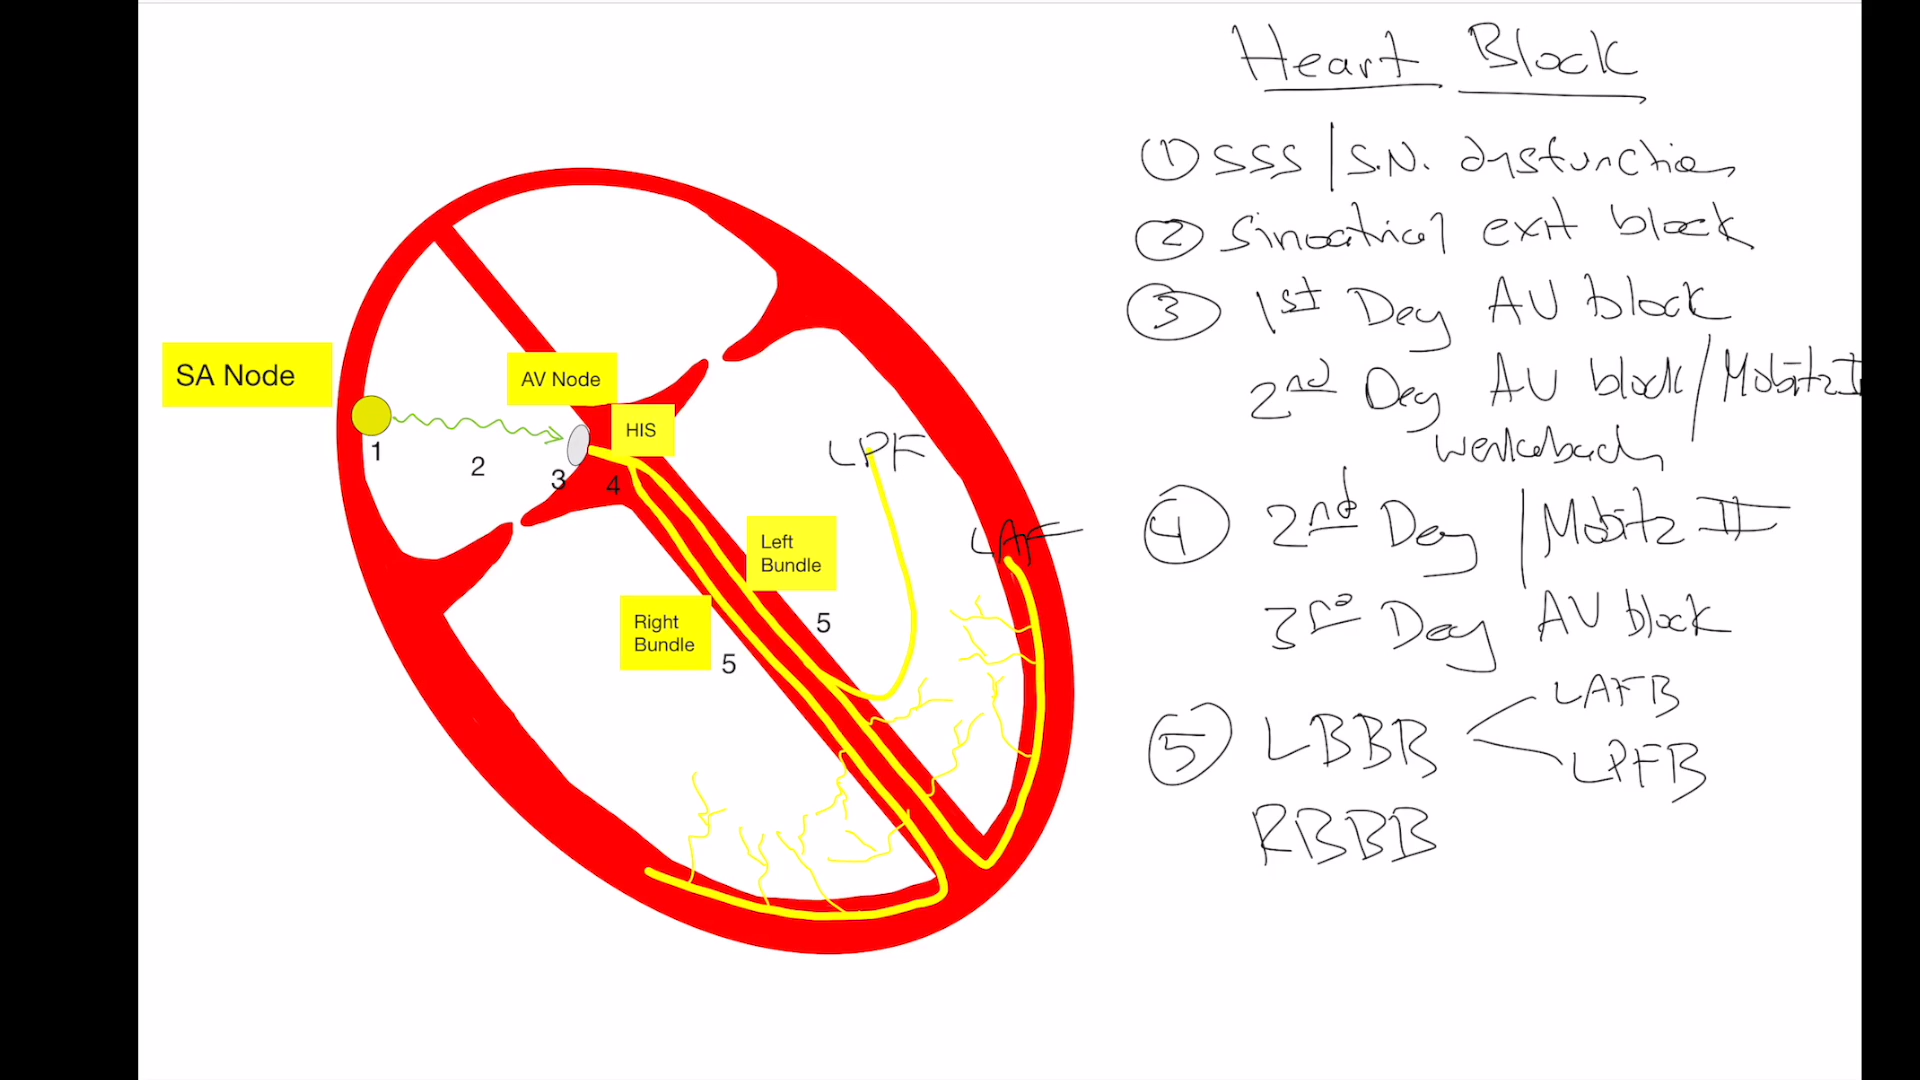 Heart Block
① SSS | S.N. dysfunction
② Sinoatrial exit block
③ 1st Deg AV block
2nd Deg AV block / Mobitz I
Wenkebach
④ 2nd Deg | Mobitz II
3rd Deg AV block
⑤ LBBB < LAFB
LPFB
RBBB
SA Node
AV Node
HIS
1
2
3
4
LPF
LAF
Left
Bundle
5
Right
Bundle
5